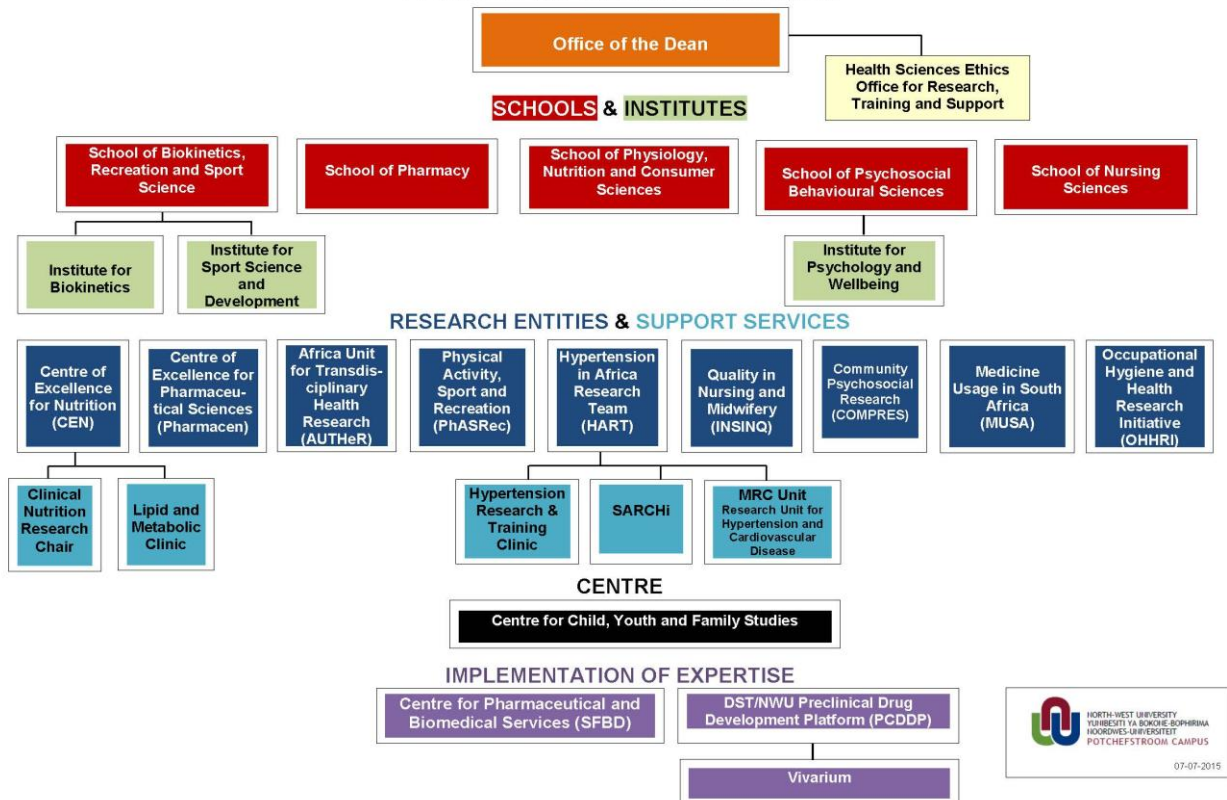 Office of the Dean
Health Sciences Ethics
Office for Research,
Training and Support
SCHOOLS & INSTITUTES
School of Biokinetics,
Recreation and Sport
Science
School of Pharmacy
School of Physiology,
Nutrition and Consumer
Sciences
School of Psychosocial
Behavioural Sciences
School of Nursing
Sciences
Institute for
Biokinetics
Institute for
Sport Science
and
Development
Institute for
Psychology and
Wellbeing
RESEARCH ENTITIES & SUPPORT SERVICES
Centre of
Excellence
for Nutrition
(CEN)
Centre of
Excellence for
Pharmaceu-
tical Sciences
(Pharmacen)
Africa Unit
for Transdis-
ciplinary
Health
Research
(AUTHeR)
Physical
Activity,
Sport and
Recreation
(PhASRec)
Hypertension
in Africa
Research
Team
(HART)
Quality in
Nursing and
Midwifery
(INSINQ)
Community
Psychosocial
Research
(COMPRES)
Medicine
Usage in South
Africa
(MUSA)
Occupational
Hygiene and
Health
Research
Initiative
(OHHRI)
Clinical
Nutrition
Research
Chair
Lipid and
Metabolic
Clinic
Hypertension
Research &
Training
Clinic
SARCHi
MRC Unit
Research Unit for
Hypertension and
Cardiovascular
Disease
CENTRE
Centre for Child, Youth and Family Studies
IMPLEMENTATION OF EXPERTISE
Centre for Pharmaceutical and
Biomedical Services (SFBD)
DST/NWU Preclinical Drug
Development Platform (PCDDP)
Vivarium
NORTH-WEST UNIVERSITY
YUNIBESITI YA BOKONE-BOPHIRIMA
NOORDWES-UNIVERSITEIT
POTCHEFSTROOM CAMPUS
07-07-2015